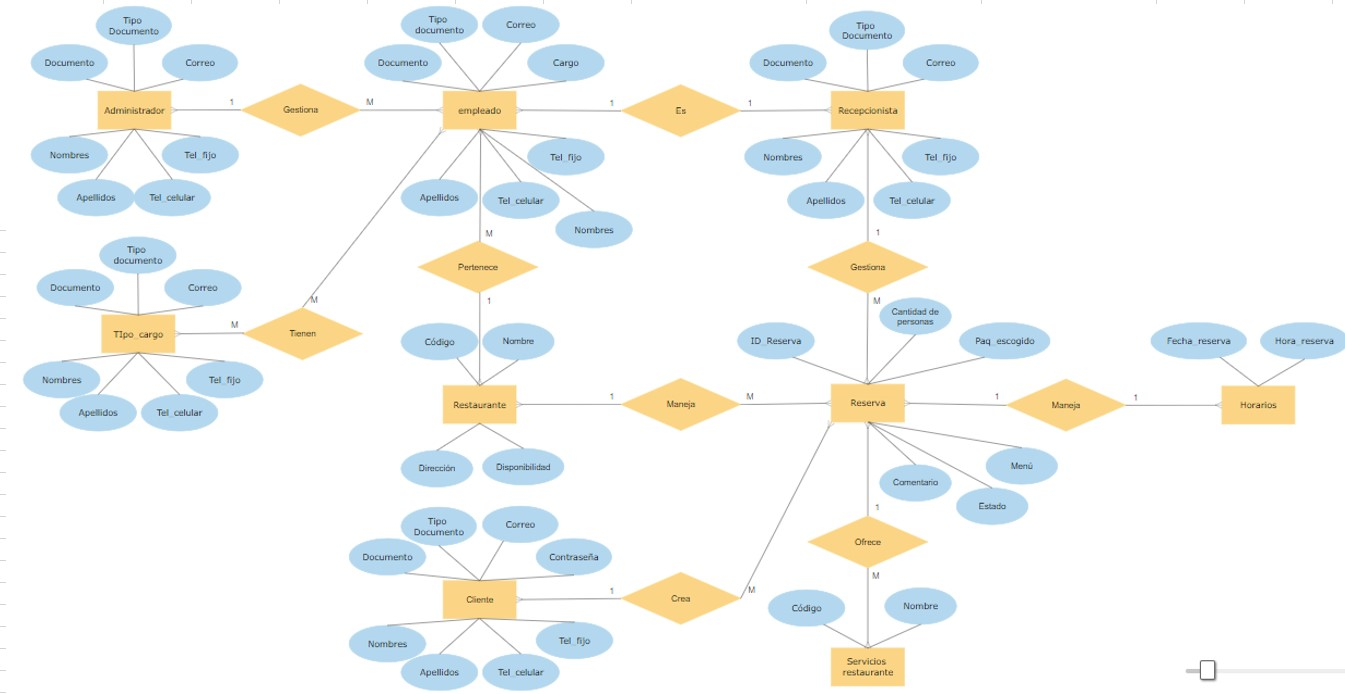 Tipo
Documento
Documento
Correo
Administrador
Nombres
Tel_fijo
Apellidos
Tel_celular
1
Gestiona
M
Tipo
documento
Correo
Documento
Cargo
empleado
Tel_fijo
Apellidos
Tel_celular
Nombres
1
Es
1
Tipo
Documento
Documento
Correo
Recepcionista
Nombres
Tel_fijo
Apellidos
Tel_celular
Tipo
documento
Documento
Correo
TIpo_cargo
Nombres
Tel_fijo
Apellidos
Tel_celular
M
M
Tienen
M
Pertenece
1
1
Gestiona
M
Código
Nombre
Restaurante
Dirección
Disponibilidad
1
Maneja
M
Cantidad de
personas
ID_Reserva
Paq_escogido
Reserva
Menú
Comentario
Estado
1
Maneja
1
Fecha_reserva
Hora_reserva
Horarios
Tipo
Documento
Correo
Documento
Contraseña
Cliente
Nombres
Tel_fijo
Apellidos
Tel_celular
1
Crea
M
1
Ofrece
M
Código
Nombre
Servicios
restaurante